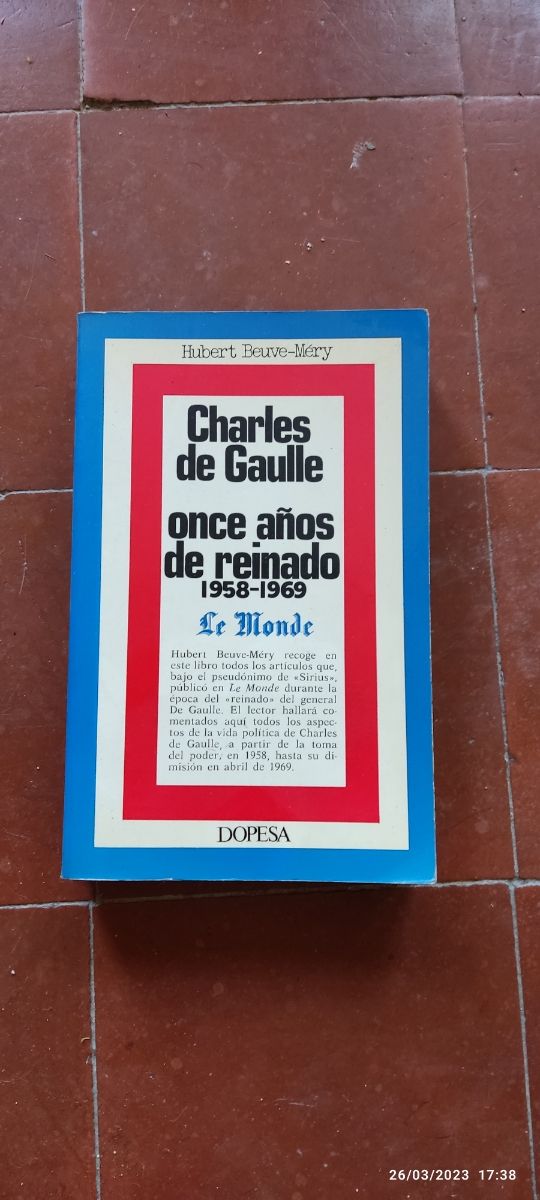 Hubert Beuve-Méry
Charles
de Gaulle
once años
de reinado
1958-1969
Le Monde
Hubert Beuve-Méry recoge en
este libro todos los artículos que,
bajo el pseudónimo de «Sirius»,
públicó en Le Monde durante la
época del «reinado» del general
De Gaulle. El lector hallará co-
mentados aquí todos los aspec-
tos de la vida política de Charles
de Gaulle, a partir de la toma
del poder, en 1958, hasta su di-
misión en abril de 1969.
DOPESA
26/03/2023 17:38